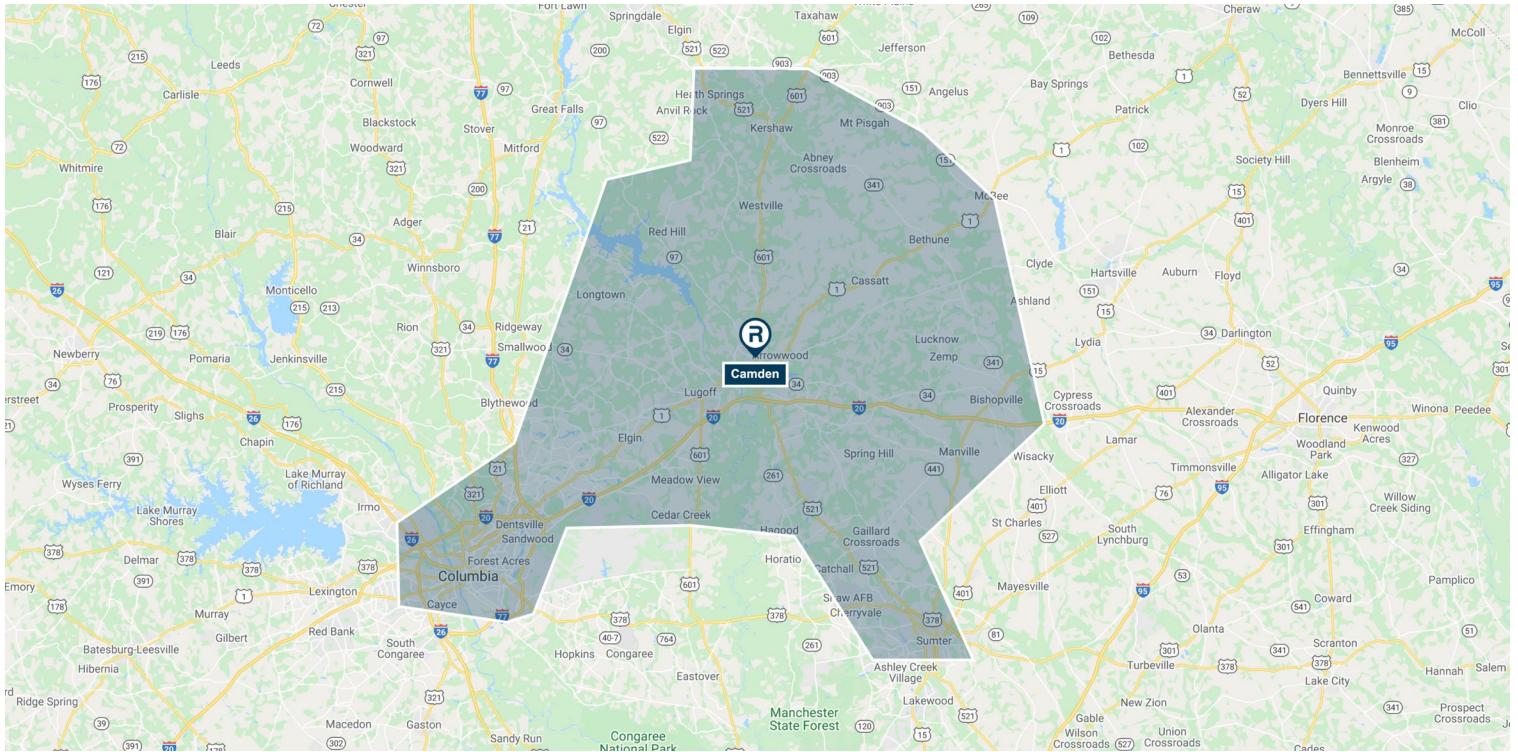 Chester
Fort Lawn
Springdale
Elgin
Taxahaw
Cheraw
McColl
Leeds
Cornwell
Carlisle
Great Falls
Heath Springs
Anvil Rock
Jefferson
Angelus
Bethesda
Bay Springs
Bennettsville
Clio
Dyers Hill
Patrick
Blackstock
Stover
Woodward
Mitford
Kershaw
Mt Pisgah
Abney
Crossroads
Monroe
Crossroads
Society Hill
Blenheim
Argyle
Whitmire
Westville
McBee
Adger
Blair
Red Hill
Bethune
Winnsboro
Clyde
Hartsville
Auburn
Floyd
Monticello
Longtown
Cassatt
Ashland
Rion
Ridgeway
Smallwood
Newberry
Pomaria
Jenkinsville
R
Arrowwood
Camden
Lucknow
Zemp
Lydia
Darlington
Quinby
Prosperity
Slighs
Blythewood
Lugoff
Bishopville
Cypress
Crossroads
Alexander
Crossroads
Florence
Winona
Peedee
Chapin
Elgin
Spring Hill
Manville
Wisacky
Lamar
Woodland
Park
Kenwood
Acres
Timmonsville
Alligator Lake
Wyses Ferry
Lake Murray
of Richland
Irmo
Meadow View
Elliott
Willow
Creek Siding
Lake Murray
Shores
Dentsville
Sandwood
Cedar Creek
Hagood
Gaillard
Crossroads
St Charles
South
Lynchburg
Effingham
Delmar
Forest Acres
Columbia
Horatio
Catchall
Emory
Lexington
Cayce
Shaw AFB
Cherryvale
Mayesville
Pamplico
Coward
Murray
Gilbert
Red Bank
South
Congaree
Hopkins
Congaree
Sumter
Olanta
Scranton
Batesburg-Leesville
Hibernia
Eastover
Ashley Creek
Village
Turbeville
Lake City
Hannah
Salem
Ridge Spring
Lakewood
New Zion
Macedon
Gaston
Sandy Run
Manchester
State Forest
Congaree
National Park
Gable
Wilson
Crossroads
Union
Crossroads
Cades
Prospect
Crossroads